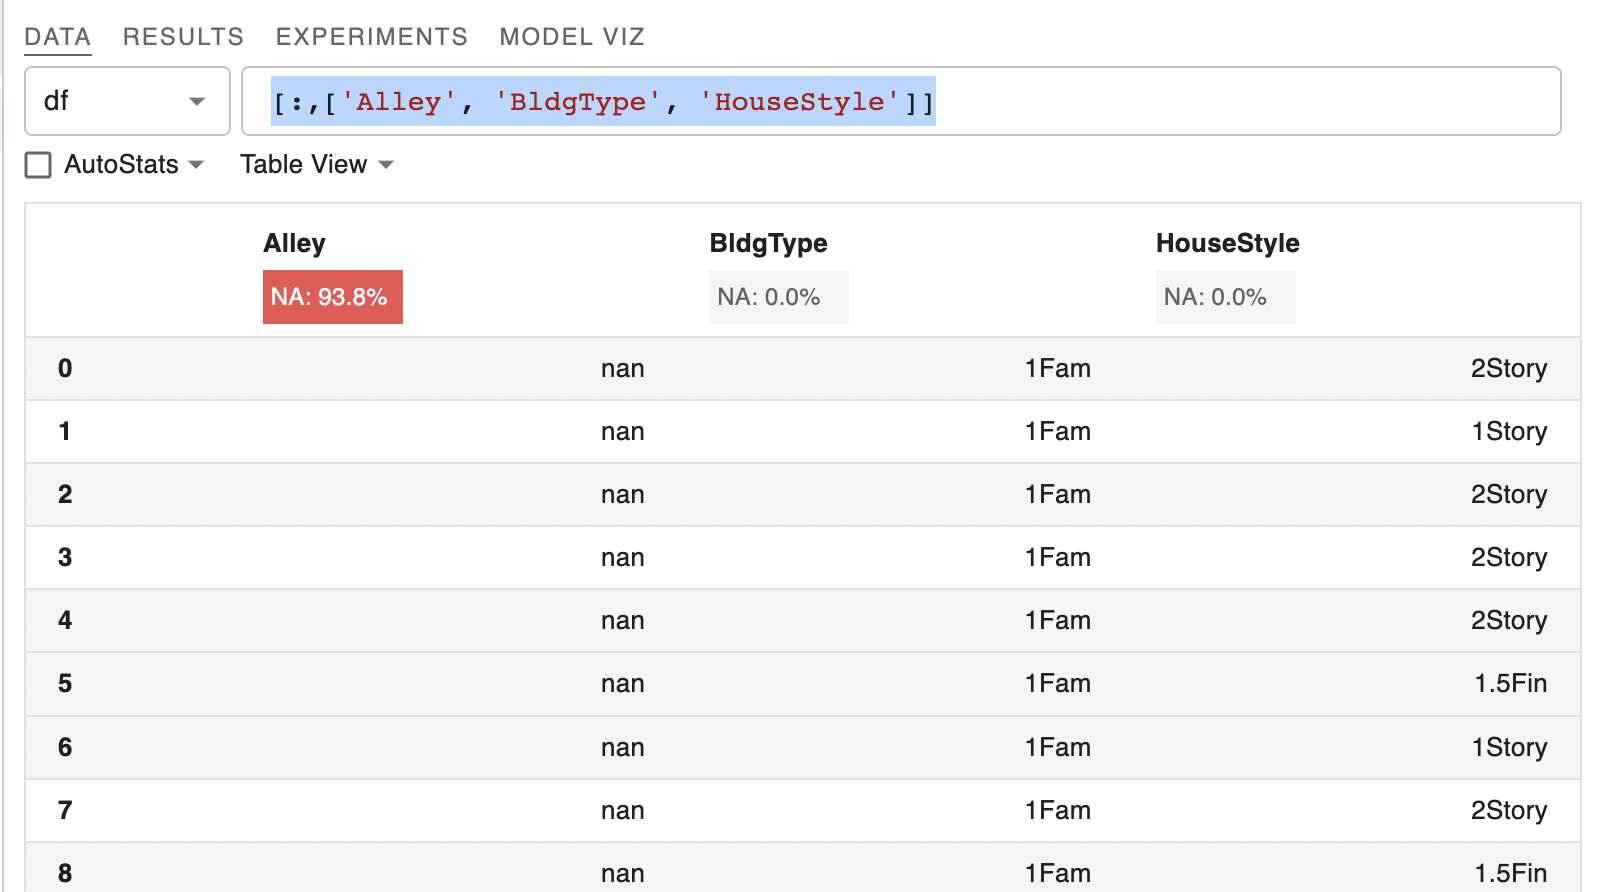 DATA RESULTS EXPERIMENTS MODEL VIZ
df [:,['Alley', 'BldgType', 'HouseStyle']]
AutoStats Table View
Alley BldgType HouseStyle
NA: 93.8% NA: 0.0% NA: 0.0%
0 nan 1Fam 2Story
1 nan 1Fam 1Story
2 nan 1Fam 2Story
3 nan 1Fam 2Story
4 nan 1Fam 2Story
5 nan 1Fam 1.5Fin
6 nan 1Fam 1Story
7 nan 1Fam 2Story
8 nan 1Fam 1.5Fin